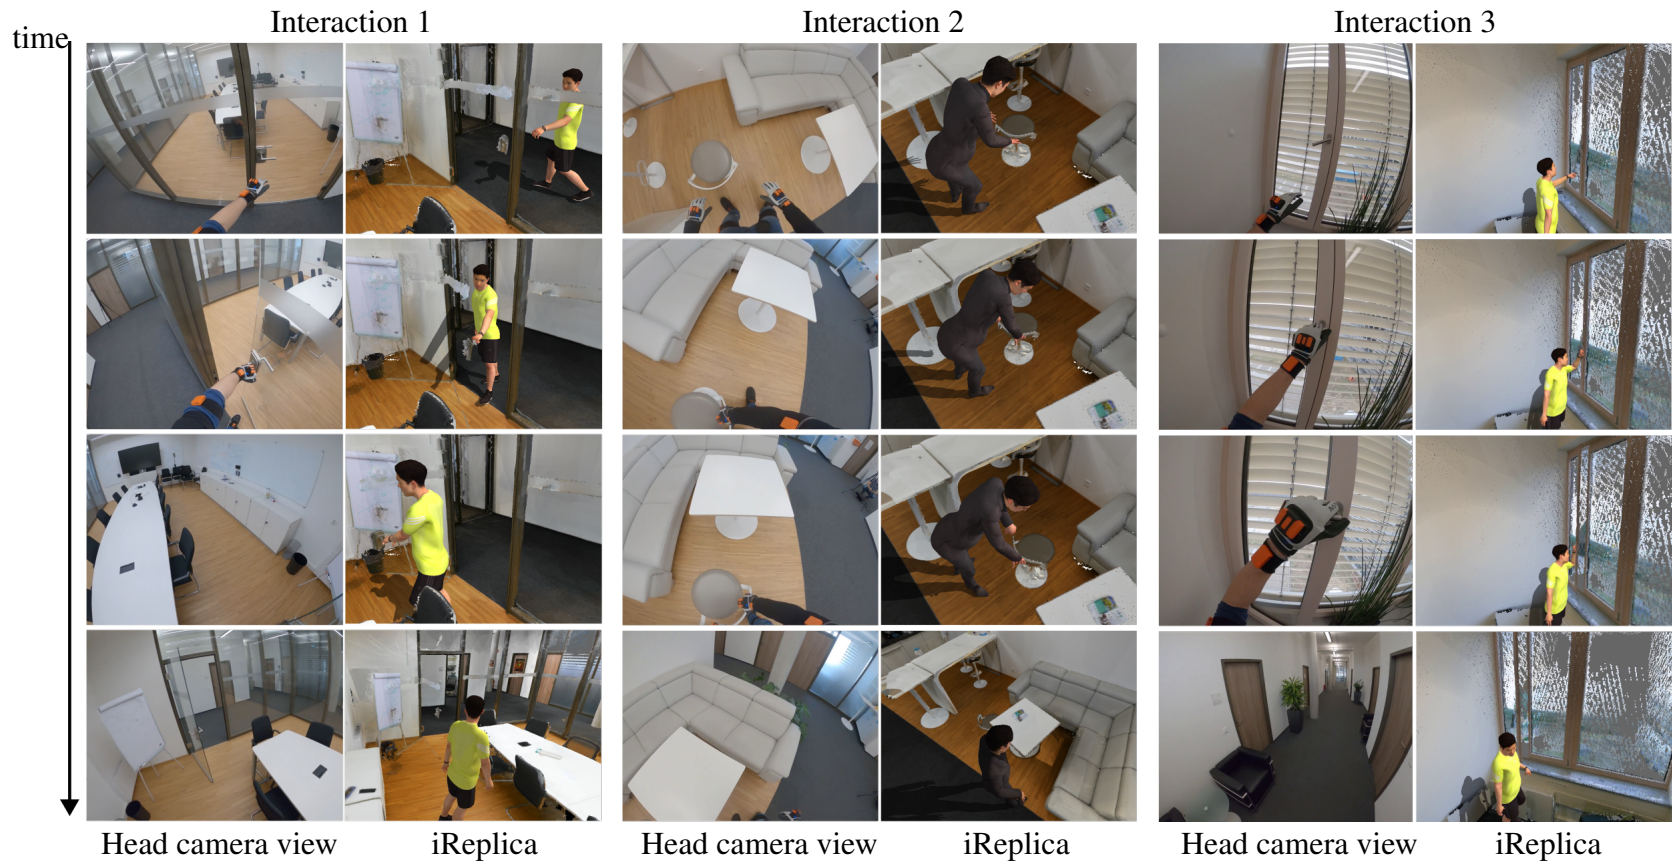 Interaction 1
Interaction 2
Interaction 3
time
Head camera view
iReplica
Head camera view
iReplica
Head camera view
iReplica